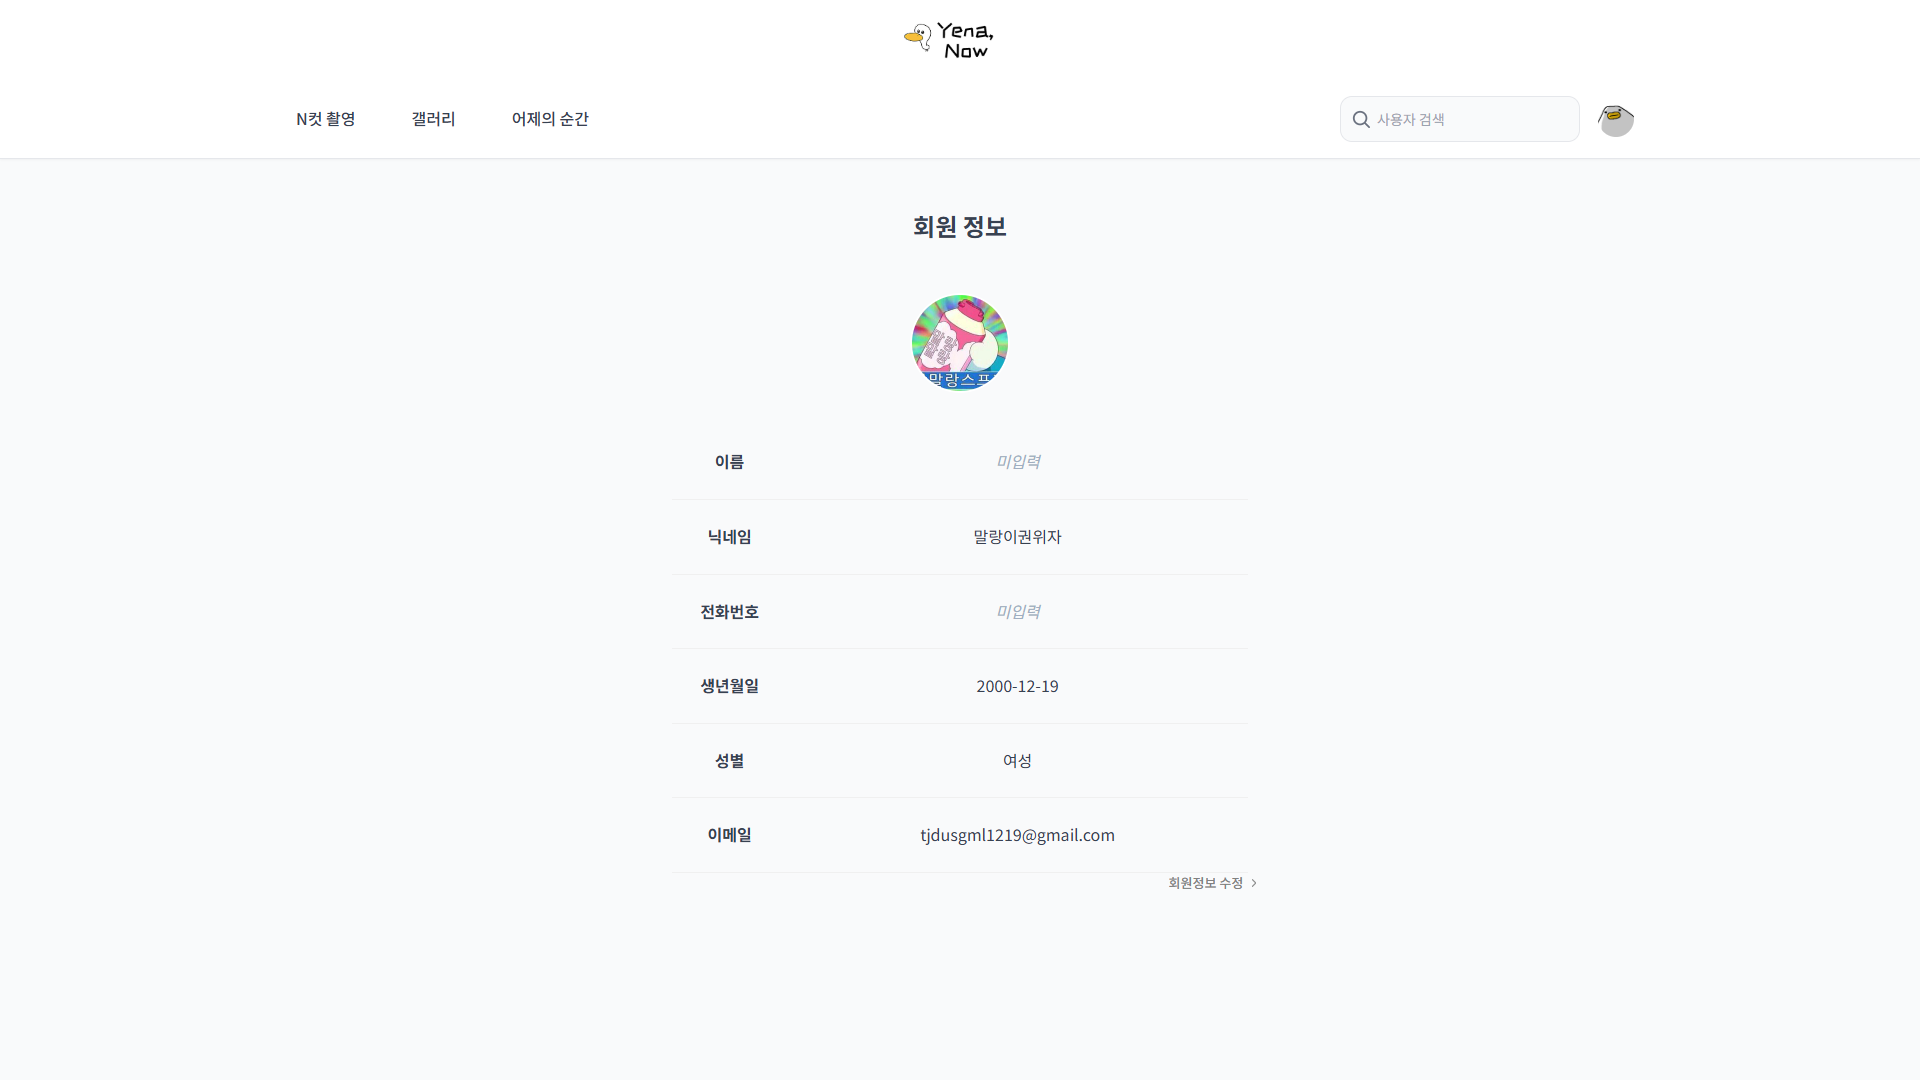 Yena,
Now
N컷 촬영
갤러리
어제의 순간
사용자 검색
회원 정보
말랑스프
이름
미입력
닉네임
말랑이권위자
전화번호
미입력
생년월일
2000-12-19
성별
여성
이메일
tjdusgml1219@gmail.com
회원정보 수정